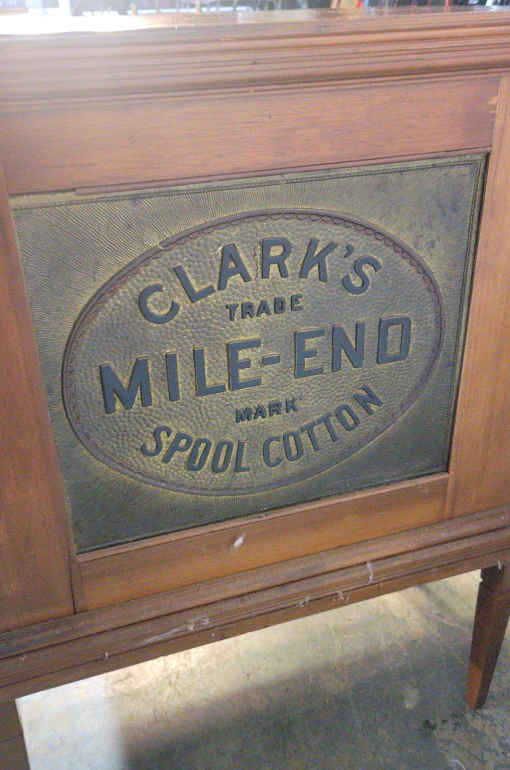 CLARK'S
TRADE
MILE-END
MARK
SPOOL COTTON